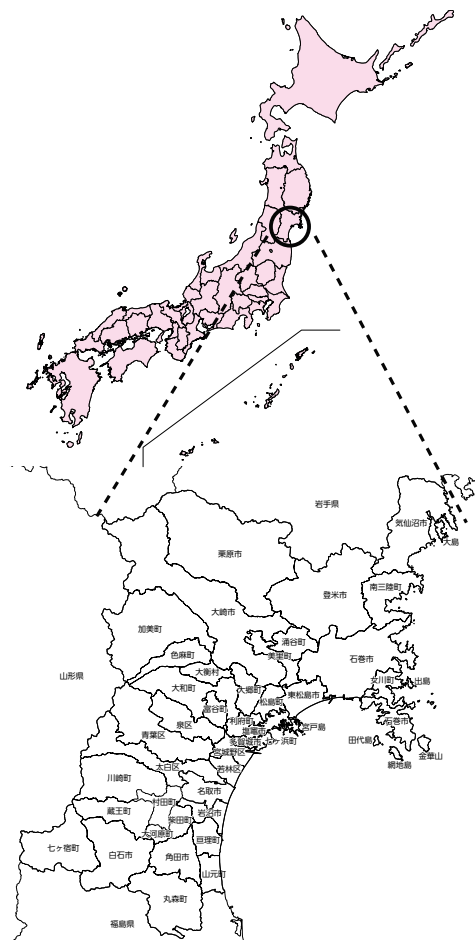 岩手県
気仙沼市
大島
栗原市
南三陸町
登米市
大崎市
加美町
涌谷町
色麻町
美里町
石巻市
大衡村
山形県
女川町
出島
大和町
大郷町
東松島市
松島町
富谷町
利府町
石巻市
泉区
宮戸島
塩竈市
青葉区
多賀城市
七ヶ浜町
田代島
宮城野区
金華山
網地島
太白区
若林区
川崎町
名取市
村田町
蔵王町
岩沼市
柴田町
大河原町
亘理町
七ヶ宿町
白石市
角田市
山元町
丸森町
福島県